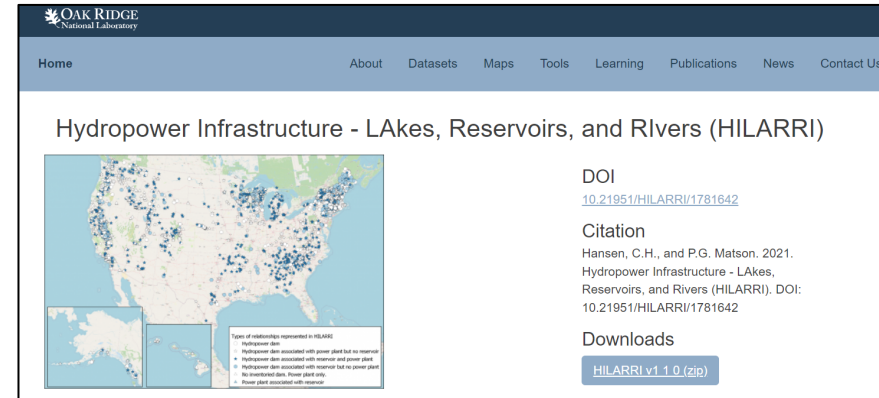 OAK RIDGE
National Laboratory
Home
About Datasets Maps Tools Learning Publications News Contact Us
Hydropower Infrastructure - LAkes, Reservoirs, and RIvers (HILARRI)
Types of relationships represented in HILARRI
Hydropower dam
Hydropower dam associated with power plant but no reservoir
Hydropower dam associated with reservoir and power plant
Hydropower dam associated with reservoir but no power plant
No inventoried dam. Power plant only.
Power plant associated with reservoir
DOI
10.21951/HILARRI/1781642
Citation
Hansen, C.H., and P.G. Matson. 2021.
Hydropower Infrastructure - LAkes,
Reservoirs, and Rivers (HILARRI). DOI:
10.21951/HILARRI/1781642
Downloads
HILARRI v1 1 0 (zip)